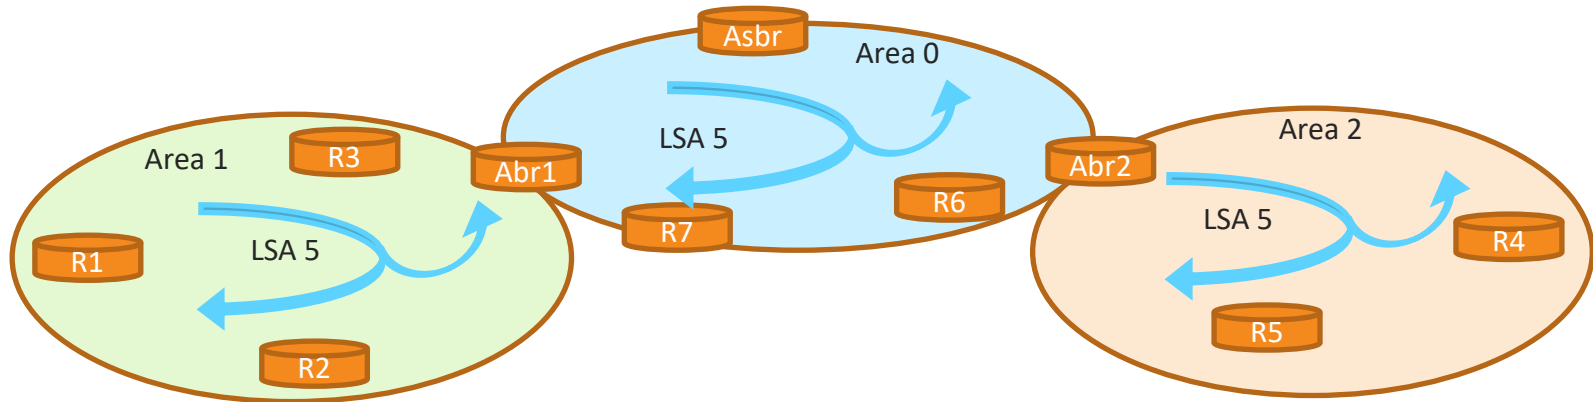 Asbr
Area 0
LSA 5
Abr1
Abr2
R6
R7
Area 1
R3
LSA 5
R1
R2
Area 2
LSA 5
R4
R5